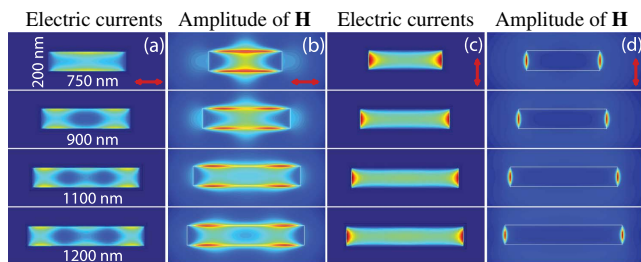 Electric currents Amplitude of H Electric currents Amplitude of H
(a) (b) (c) (d)
200 nm
750 nm
900 nm
1100 nm
1200 nm